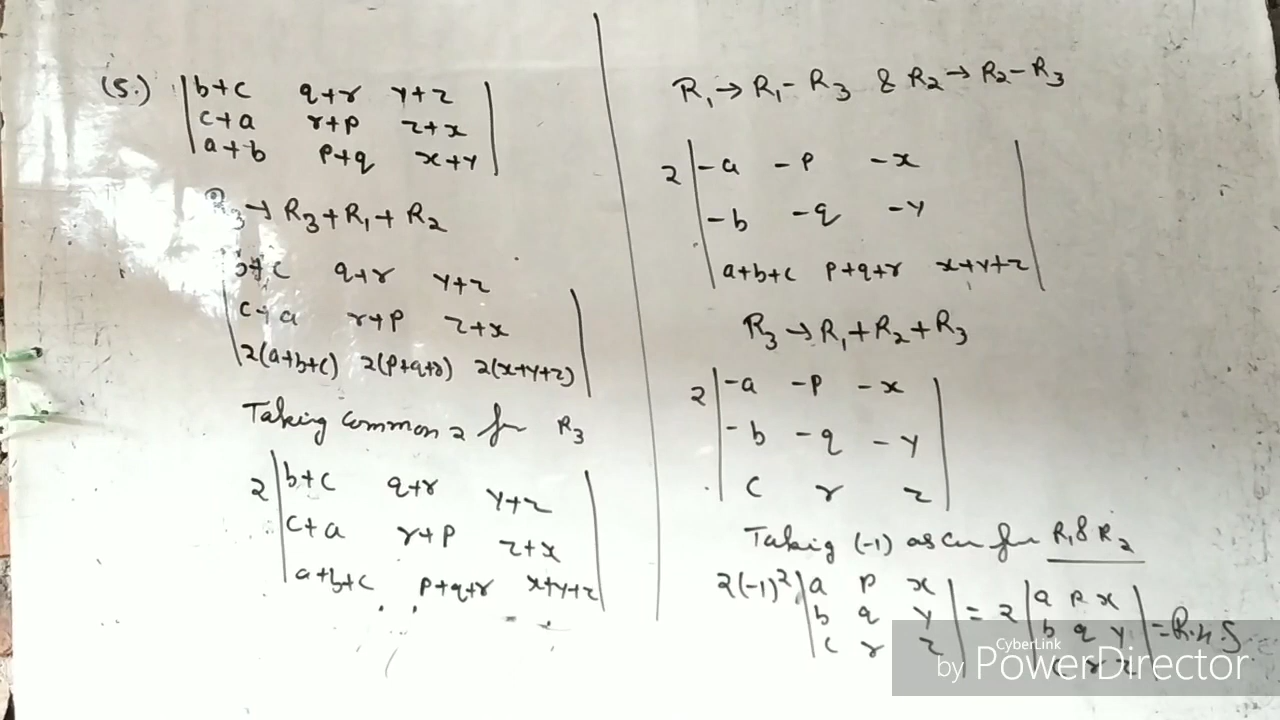 (5.) | b+c q+r y+z |
| c+a r+p z+x |
| a+b p+q x+y |
R3 → R3 + R1 + R2
b+c q+r y+z
| c+a r+p z+x |
| 2(a+b+c) 2(p+q+r) 2(x+y+z) |
Taking common 2 for R3
2 | b+c q+r y+z |
| c+a r+p z+x |
| a+b+c p+q+r x+y+z |
R1 → R1 - R3 & R2 → R2 - R3
2 | -a -p -x |
| -b -q -y |
| a+b+c p+q+r x+y+z |
R3 → R1 + R2 + R3
2 | -a -p -x |
| -b -q -y |
| c r z |
Taking (-1) as cm from R1 & R2
2(-1)² | a p x | = 2 | a p x | = R.H.S
| b q y | | b q y |
| c r z | | r z |
CyberLink
by PowerDirector